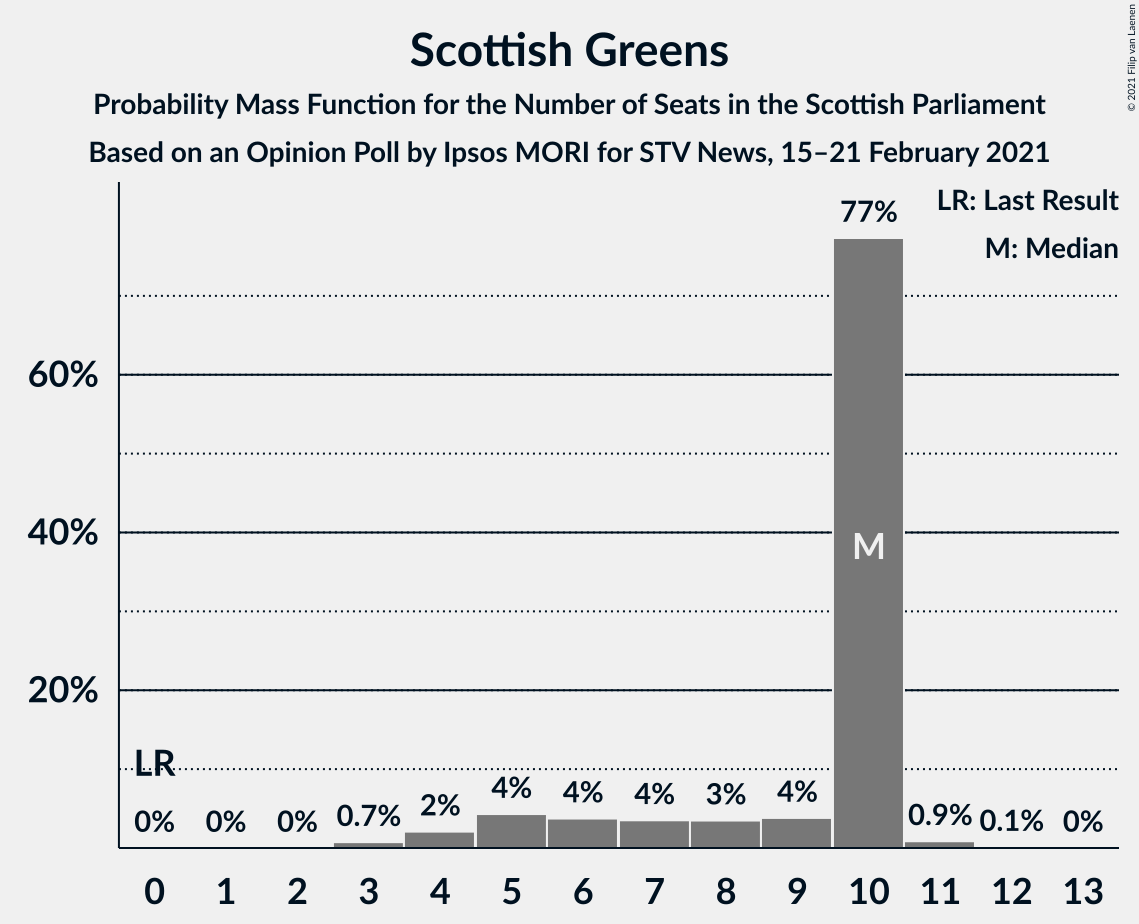 Scottish Greens
Probability Mass Function for the Number of Seats in the Scottish Parliament
Based on an Opinion Poll by Ipsos MORI for STV News, 15–21 February 2021
© 2021 Filip van Laenen
LR: Last Result
M: Median
77%
60%
40%
20%
M
LR
0% 0% 0% 0.7% 2% 4% 4% 4% 3% 4% 0.9% 0.1% 0%
0 1 2 3 4 5 6 7 8 9 10 11 12 13